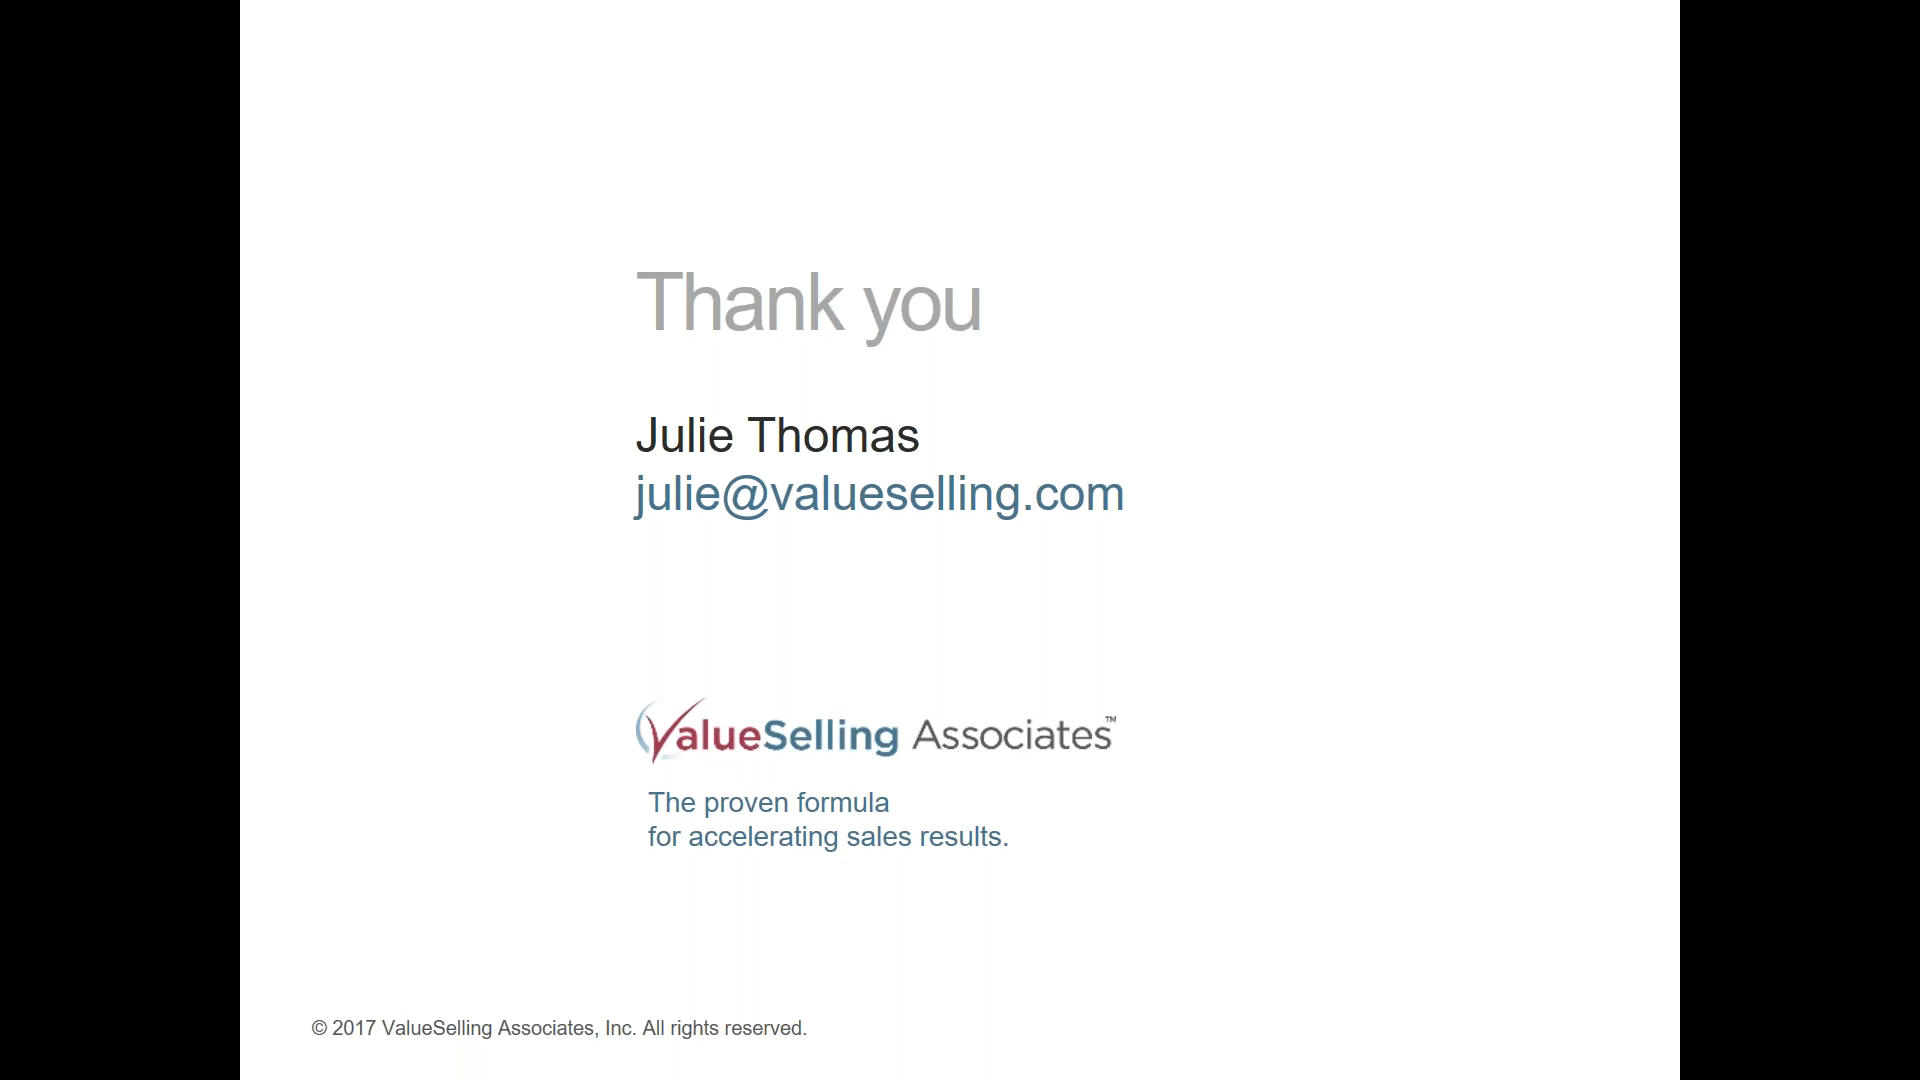 Thank you
Julie Thomas
julie@valueselling.com
ValueSelling Associates™
The proven formula
for accelerating sales results.
© 2017 ValueSelling Associates, Inc. All rights reserved.